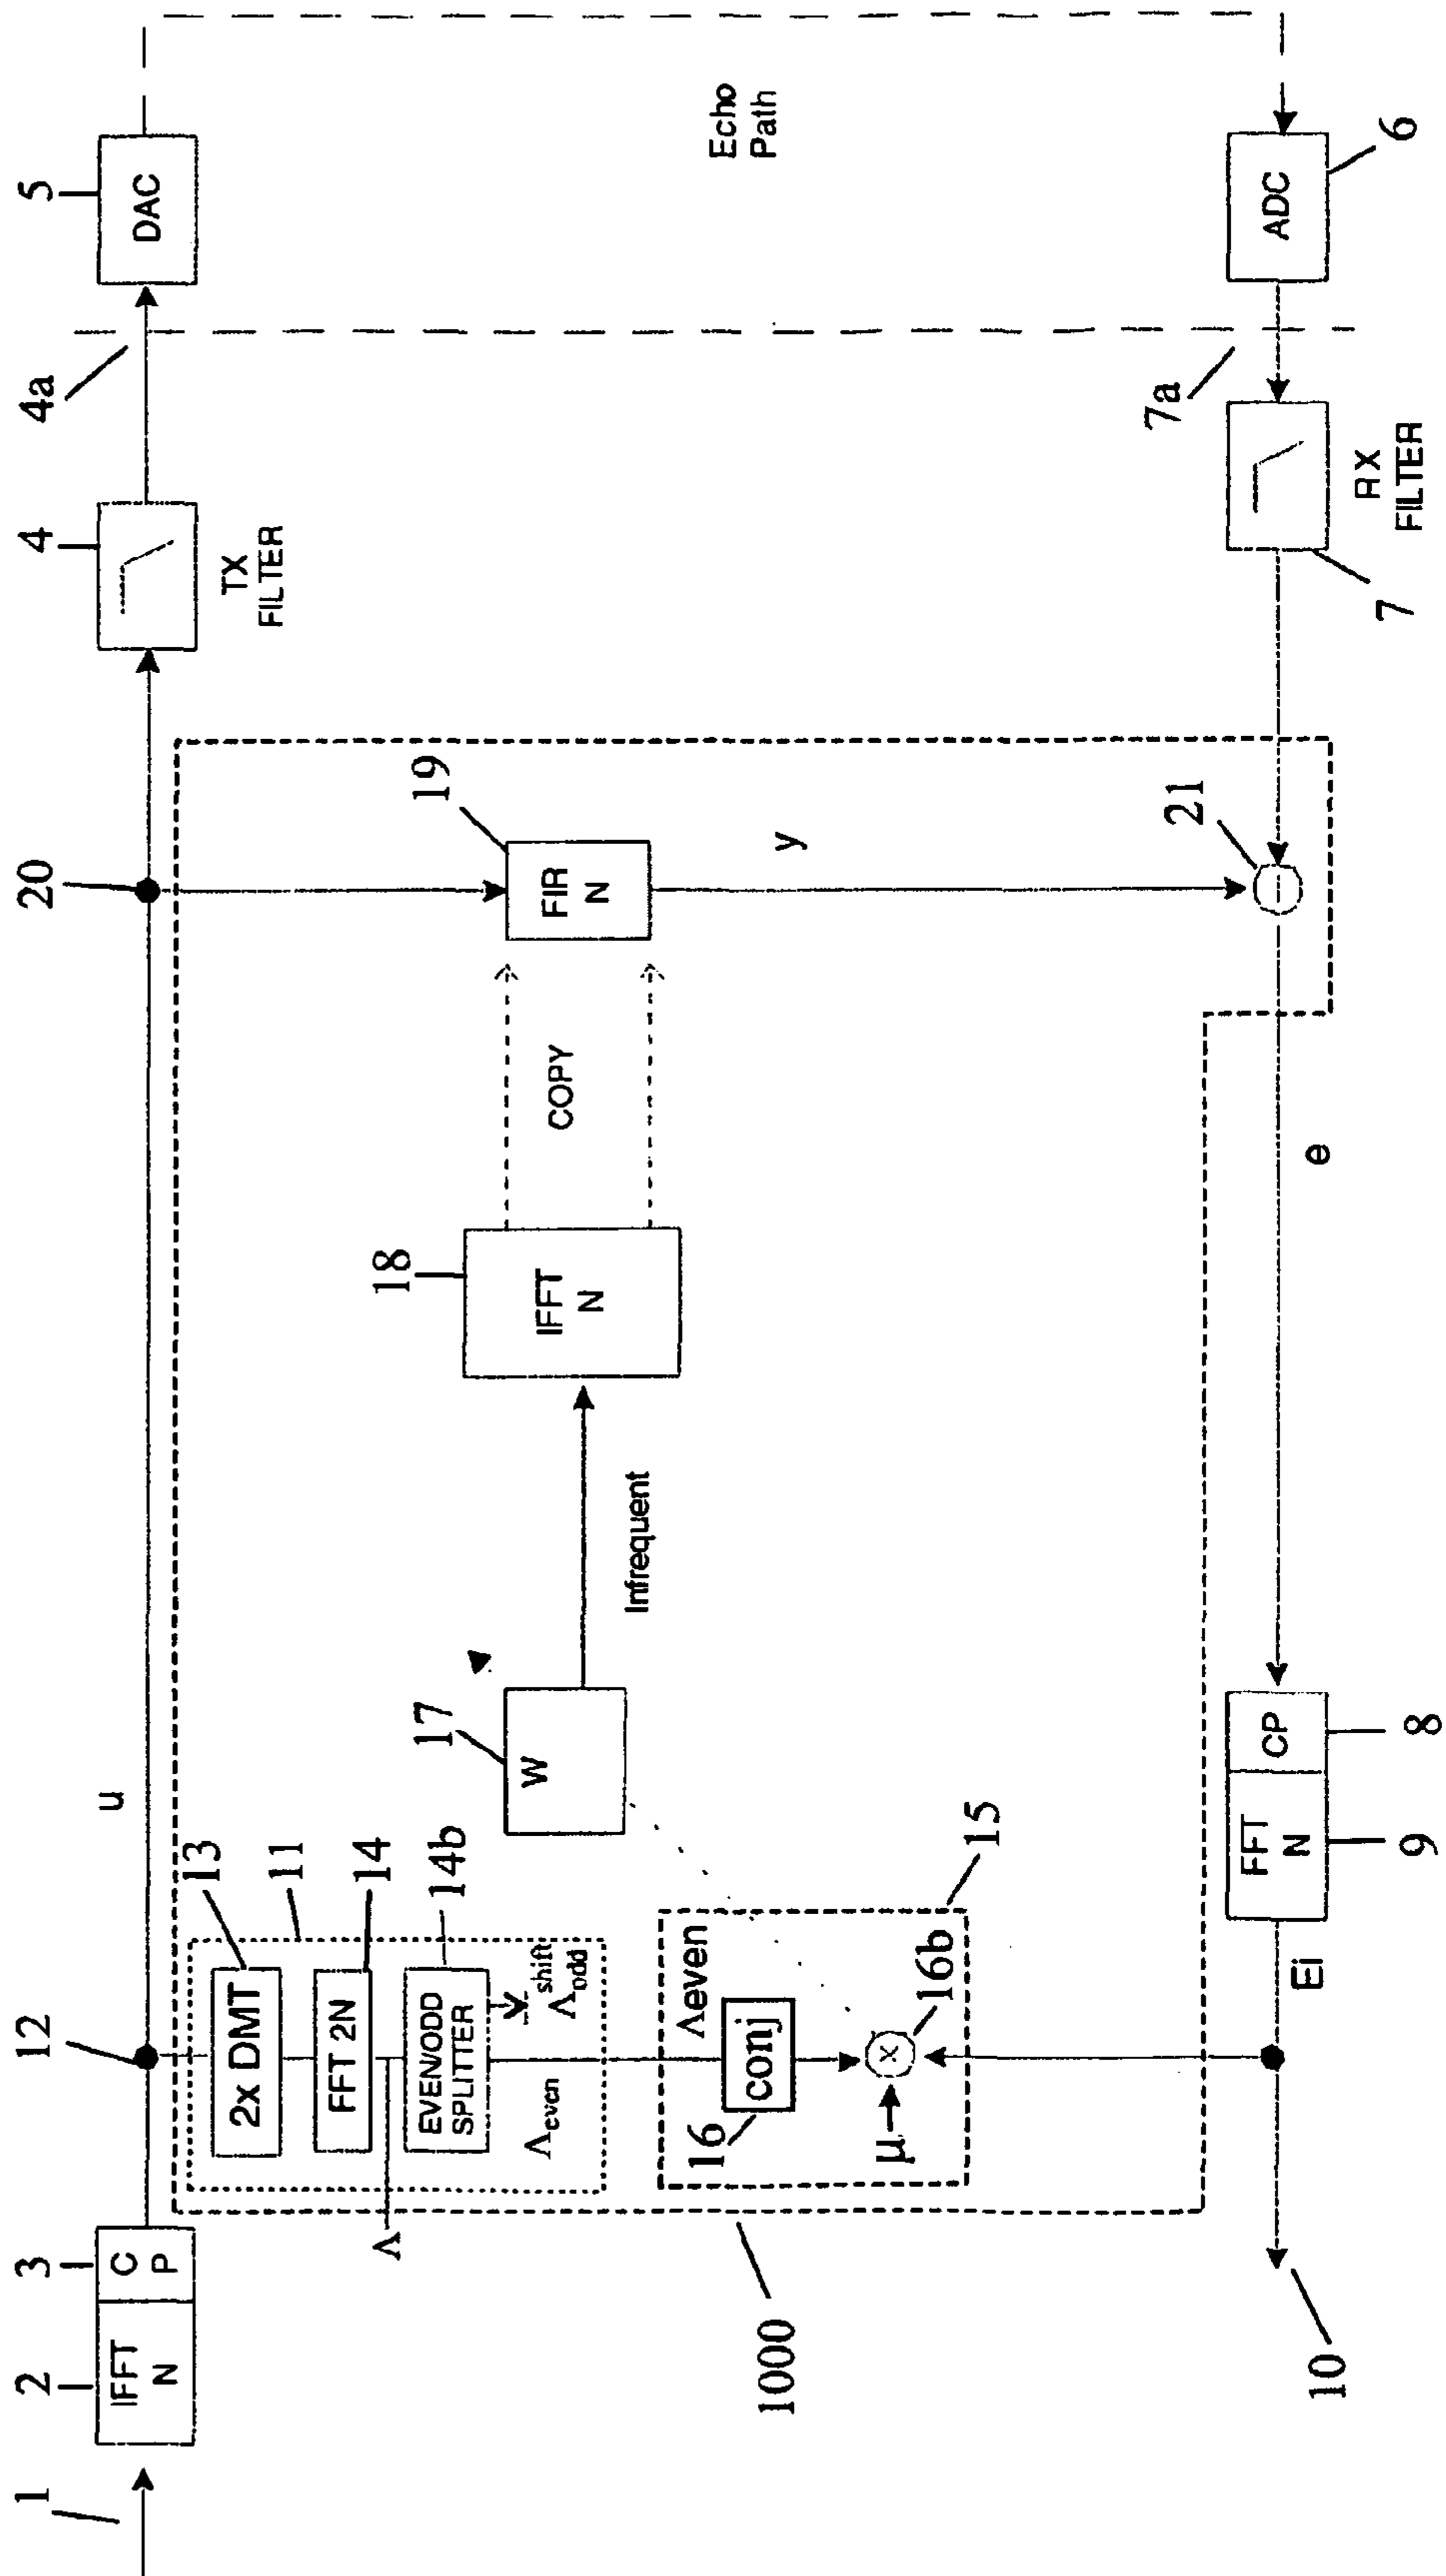 1
2
3
IFFT
N
C
P
12
u
20
4
TX
FILTER
4a
5
DAC
Echo
Path
Λ
13
2x DMT
11
14
FFT 2N
14b
EVEN/ODD
SPLITTER
Λeven
Λ shift odd
17
W
Infrequent
18
IFFT
N
COPY
19
FIR
N
y
1000
15
Λeven
16
conj
μ
x
16b
21
10
Ei
FFT
N
CP
9
8
e
7
RX
FILTER
7a
ADC
6